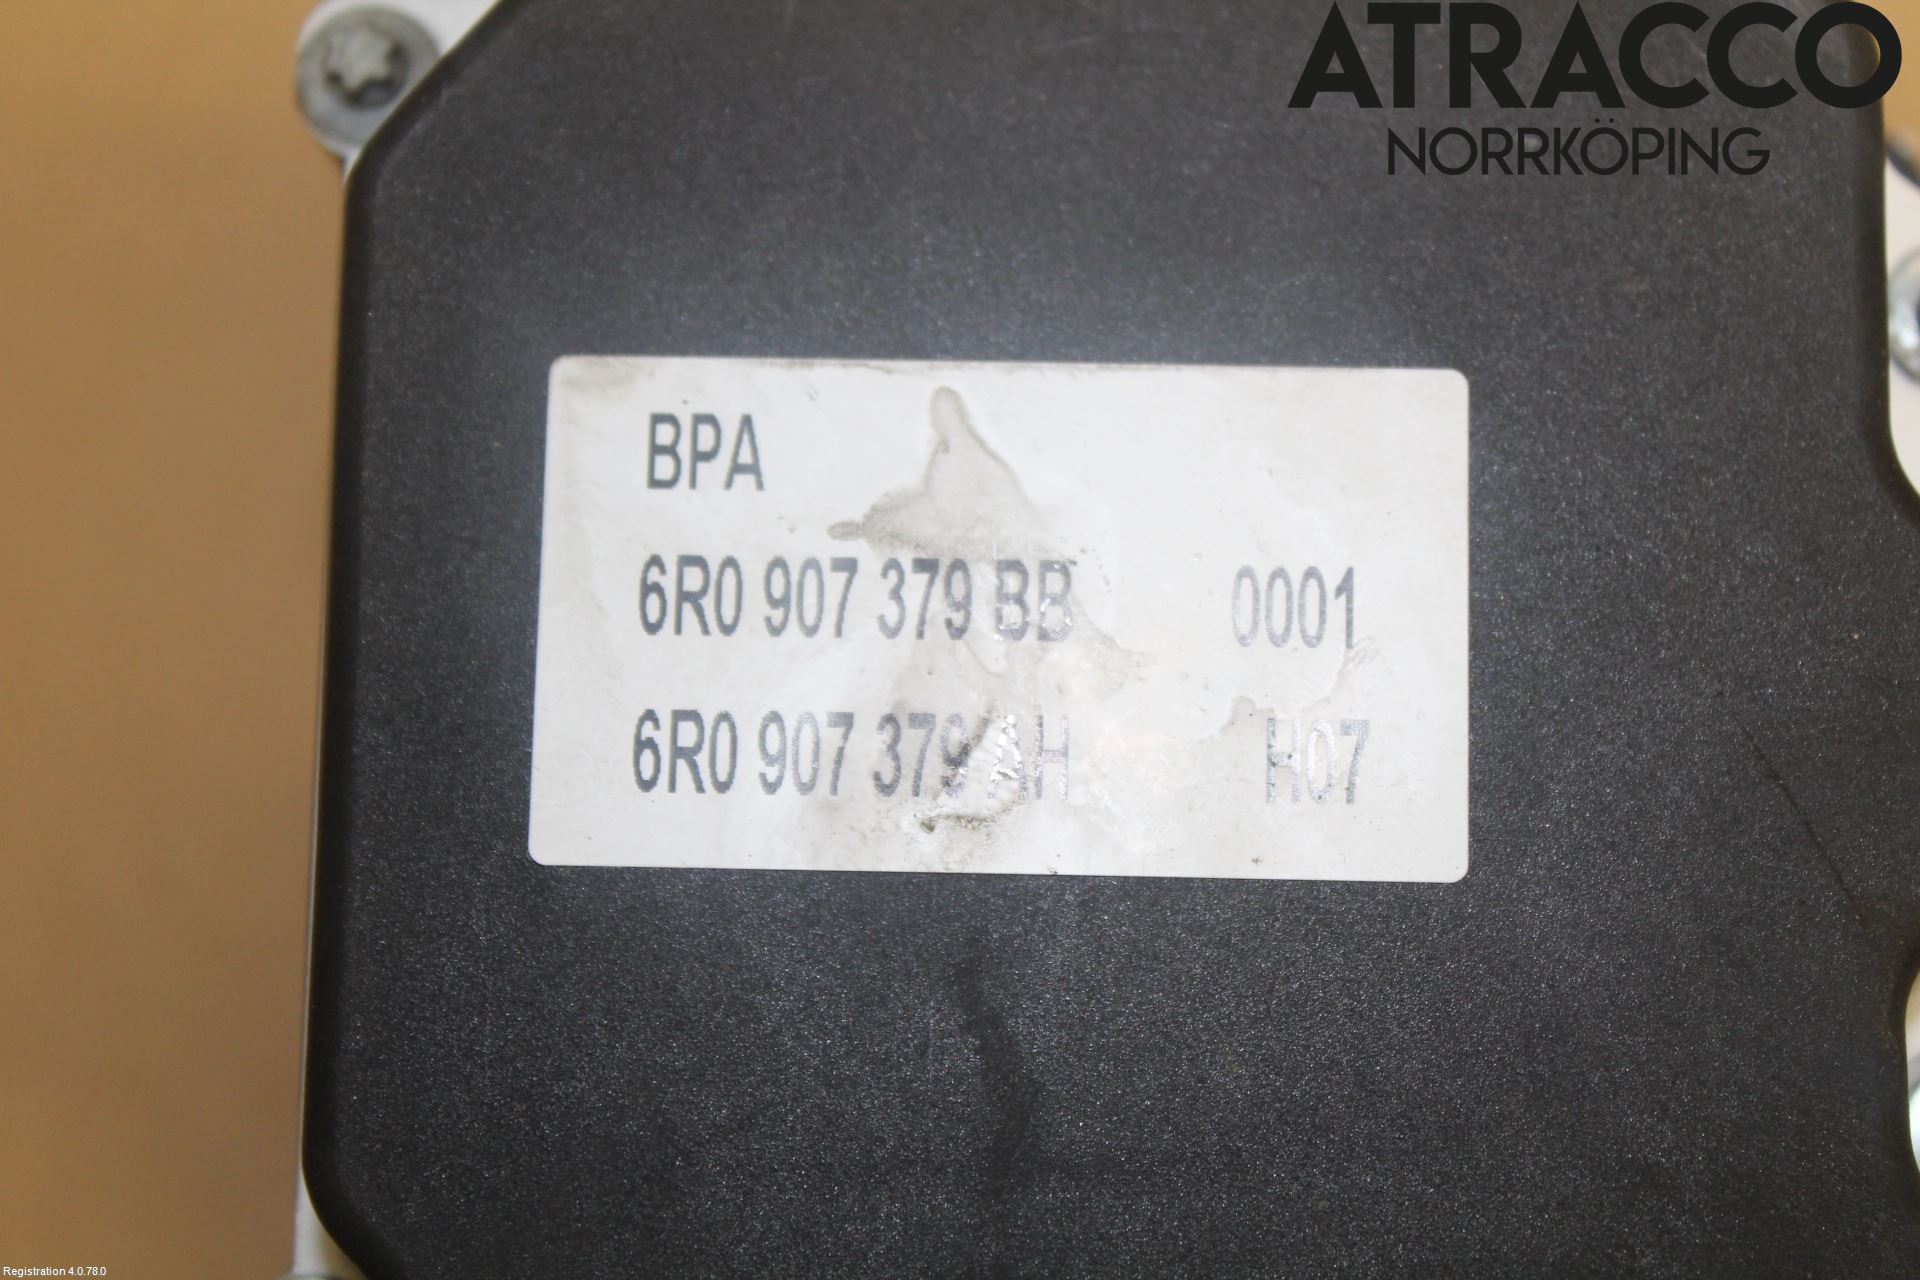 ATRACCO
NORRKÖPING
BPA
6R0 907 379 BB 0001
6R0 907 379 AH H07
Registration 4.0.78.0